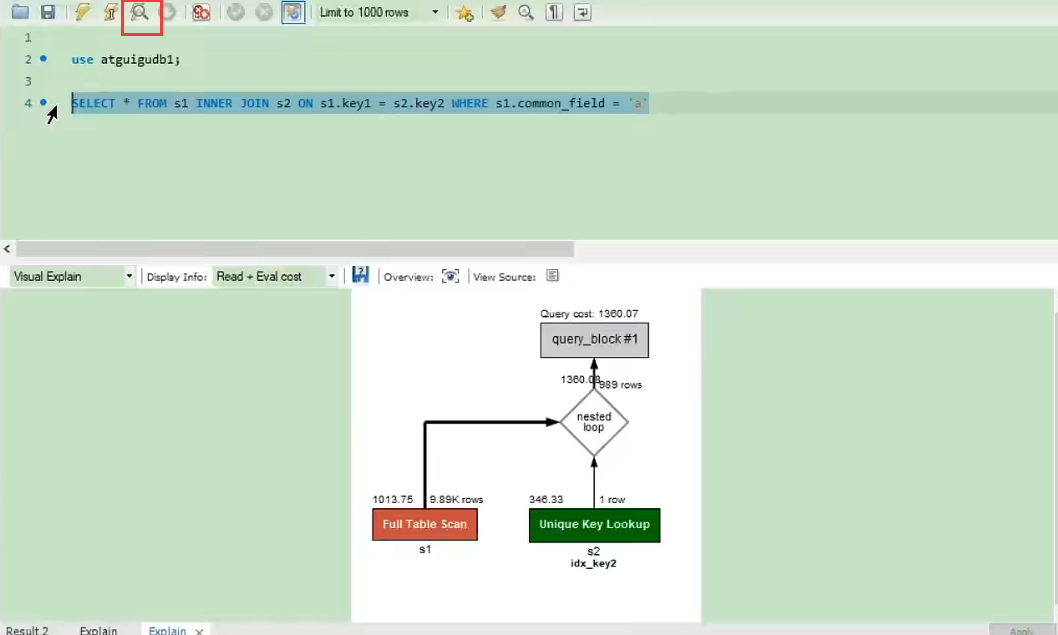 Limit to 1000 rows
1
2 use atguigudb1;
3
4 SELECT * FROM s1 INNER JOIN s2 ON s1.key1 = s2.key2 WHERE s1.common_field = 'a'
Visual Explain Display Info: Read + Eval cost Overview: View Source:
Query cost: 1360.07
query_block #1
989 rows
nested
loop
1013.75 9.89K rows 346.33 1 row
Full Table Scan Unique Key Lookup
s1 s2
idx_key2
Result 2 Explain Explain Apply